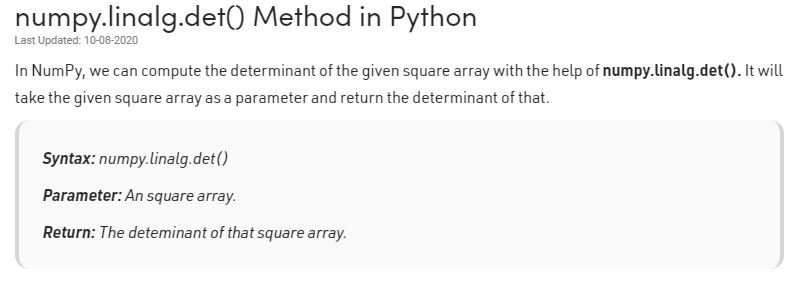 numpy.linalg.det() Method in Python
Last Updated: 10-08-2020
In NumPy, we can compute the determinant of the given square array with the help of numpy.linalg.det(). It will
take the given square array as a parameter and return the determinant of that.
Syntax: numpy.linalg.det()
Parameter: An square array.
Return: The deteminant of that square array.